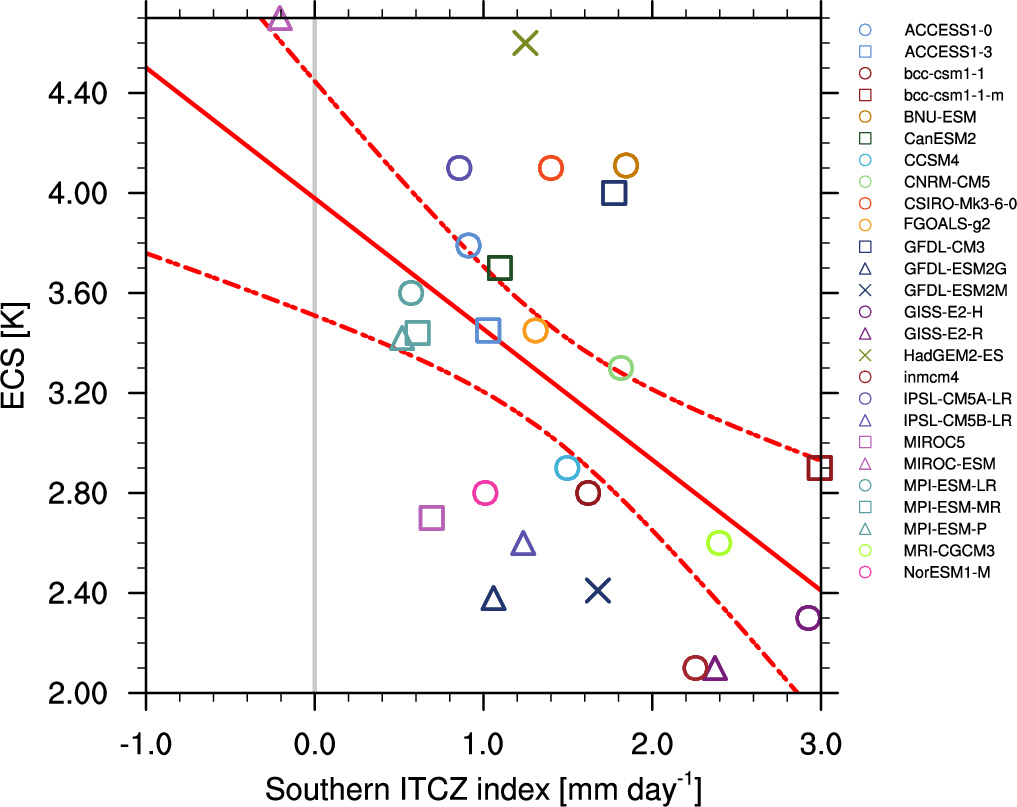 4.40
4.00
3.60
3.20
2.80
2.40
2.00
ECS [K]
-1.0 0.0 1.0 2.0 3.0
Southern ITCZ index [mm day-1]
ACCESS1-0
ACCESS1-3
bcc-csm1-1
bcc-csm1-1-m
BNU-ESM
CanESM2
CCSM4
CNRM-CM5
CSIRO-Mk3-6-0
FGOALS-g2
GFDL-CM3
GFDL-ESM2G
GFDL-ESM2M
GISS-E2-H
GISS-E2-R
HadGEM2-ES
inmcm4
IPSL-CM5A-LR
IPSL-CM5B-LR
MIROC5
MIROC-ESM
MPI-ESM-LR
MPI-ESM-MR
MPI-ESM-P
MRI-CGCM3
NorESM1-M